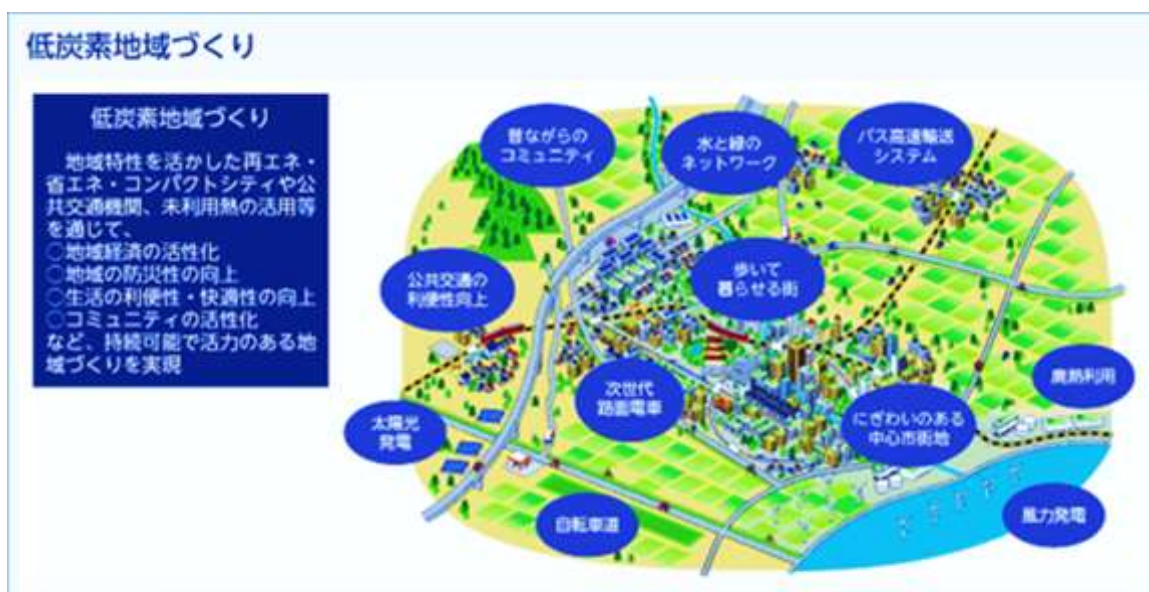 低炭素地域づくり
低炭素地域づくり
地域特性を活かした再エネ・
省エネ・コンパクトシティや公
共交通機関、未利用熱の活用等
を通じて、
○地域経済の活性化
○地域の防災性の向上
○生活の利便性・快適性の向上
○コミュニティの活性化
など、持続可能で活力のある地
域づくりを実現
昔ながらの
コミュニティ
水と緑の
ネットワーク
バス高速輸送
システム
公共交通の
利便性向上
歩いて
暮らせる街
次世代
路面電車
廃熱利用
太陽光
発電
にぎわいのある
中心市街地
自転車道
風力発電